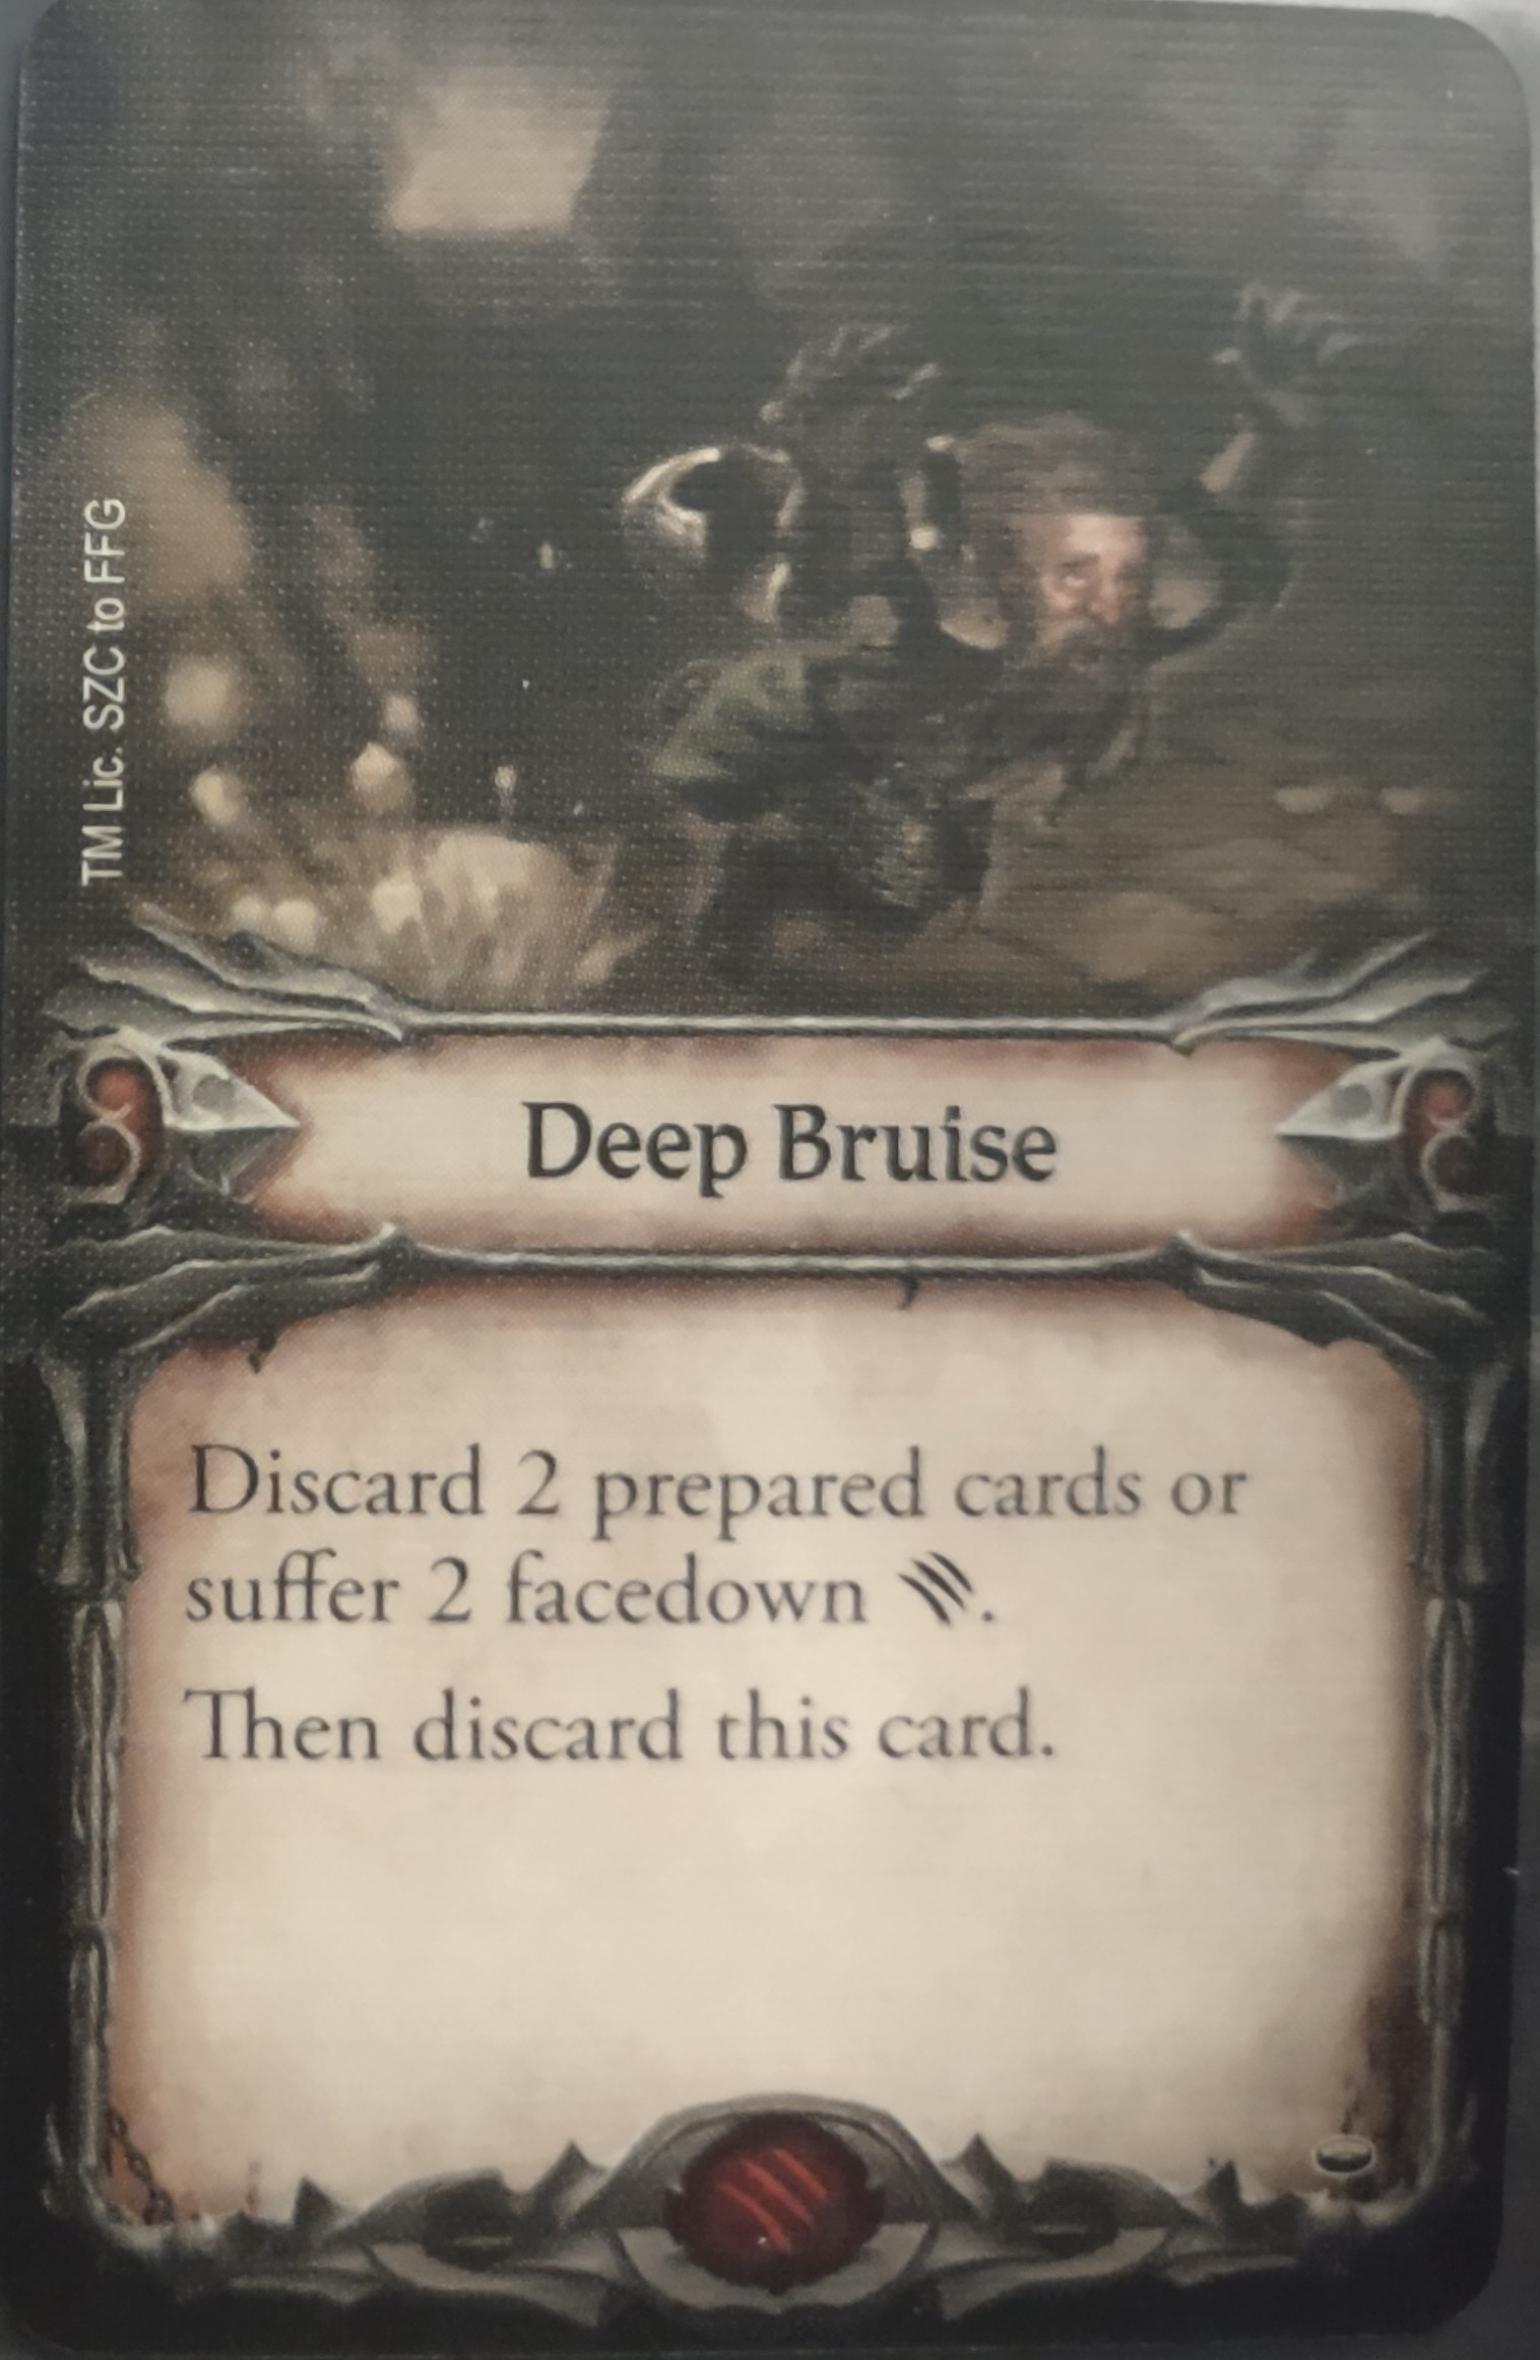 TM Lic. SZC to FFG
Deep Bruise
Discard 2 prepared cards or
suffer 2 facedown .
Then discard this card.